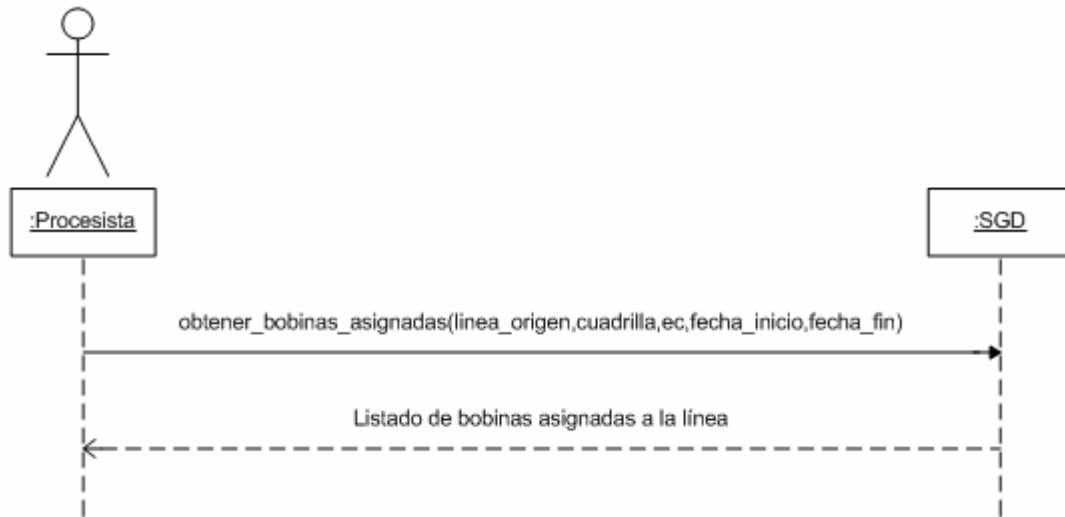 :Procesista
:SGD
obtener_bobinas_asignadas(linea_origen,cuadrilla,ec,fecha_inicio,fecha_fin)
Listado de bobinas asignadas a la línea